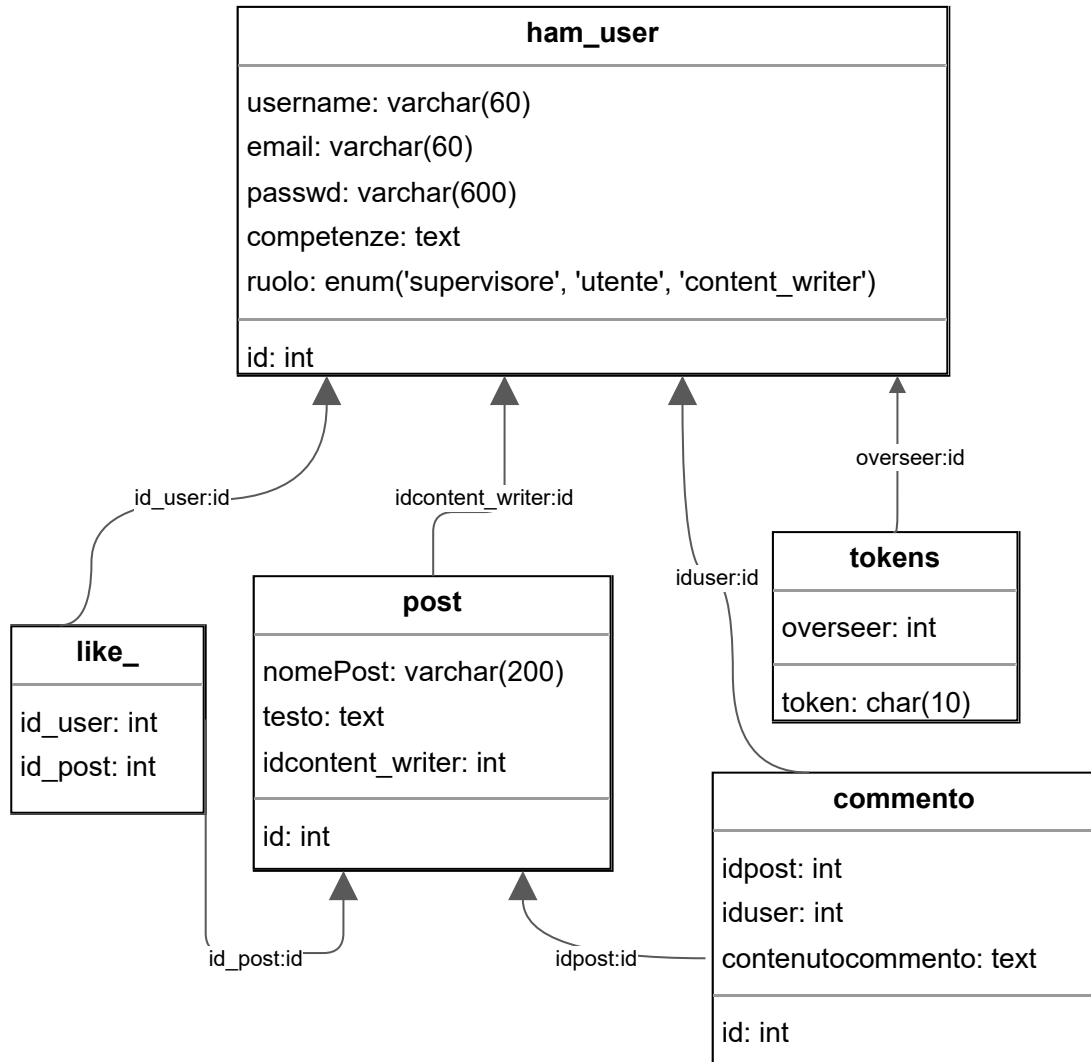 ham_user
username: varchar(60)
email: varchar(60)
passwd: varchar(600)
competenze: text
ruolo: enum('supervisore', 'utente', 'content_writer')
id: int
overseer:id
id_user:id
idcontent_writer:id
iduser:id
tokens
overseer: int
token: char(10)
post
nomePost: varchar(200)
testo: text
idcontent_writer: int
id: int
like_
id_user: int
id_post: int
commento
idpost: int
iduser: int
contenutocommento: text
id: int
id_post:id
idpost:id